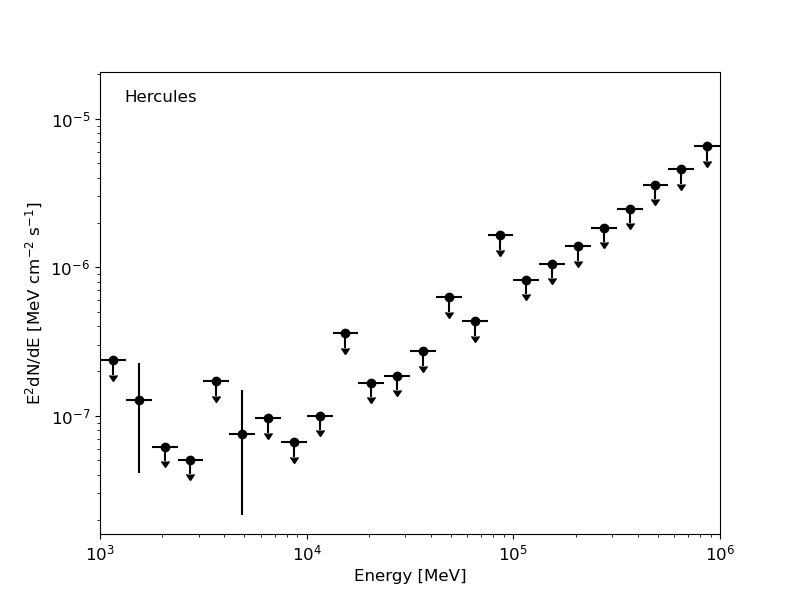 Hercules
10⁻⁵
10⁻⁶
10⁻⁷
E²dN/dE [MeV cm⁻² s⁻¹]
10³ 10⁴ 10⁵ 10⁶
Energy [MeV]